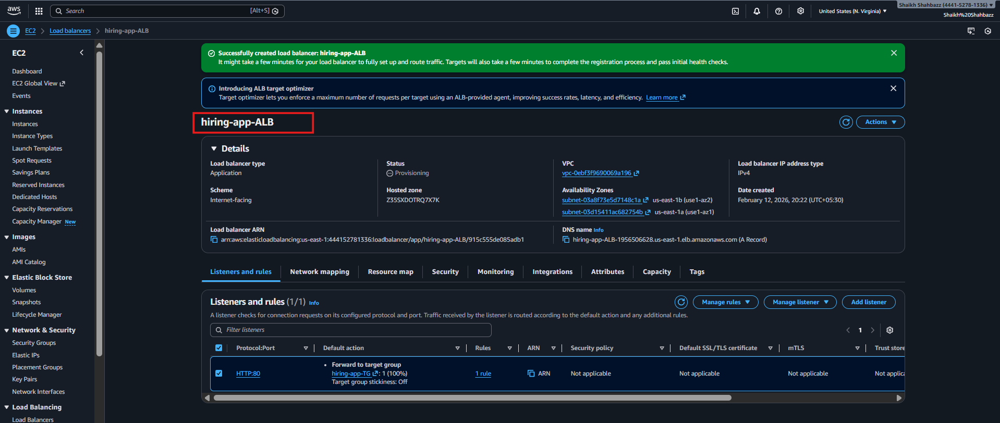 aws
Search
[Alt+S]
United States (N. Virginia)
Shaikh Shahbazz (4441-5278-1336)
Shaikh%20Shahbazz
EC2
Load balancers
hiring-app-ALB
EC2
Dashboard
EC2 Global View
Events
Instances
Instances
Instance Types
Launch Templates
Spot Requests
Savings Plans
Reserved Instances
Dedicated Hosts
Capacity Reservations
Capacity Manager New
Images
AMIs
AMI Catalog
Elastic Block Store
Volumes
Snapshots
Lifecycle Manager
Network & Security
Security Groups
Elastic IPs
Placement Groups
Key Pairs
Network Interfaces
Load Balancing
Load Balancers
Successfully created load balancer: hiring-app-ALB
It might take a few minutes for your load balancer to fully set up and route traffic. Targets will also take a few minutes to complete the registration process and pass initial health checks.
Introducing ALB target optimizer
Target optimizer lets you enforce a maximum number of requests per target using an ALB-provided agent, improving success rates, latency, and efficiency. Learn more
hiring-app-ALB
Actions
Details
Load balancer type
Application
Status
Provisioning
VPC
vpc-0ebf3f9690069a196
Load balancer IP address type
IPv4
Scheme
Internet-facing
Hosted zone
Z35SXDOTRQ7X7K
Availability Zones
subnet-03a8f73e5d7148c1a us-east-1b (use1-az2)
subnet-03d15411ac682754b us-east-1a (use1-az1)
Date created
February 12, 2026, 20:22 (UTC+05:30)
Load balancer ARN
arn:aws:elasticloadbalancing:us-east-1:444152781336:loadbalancer/app/hiring-app-ALB/915c555de085adb1
DNS name Info
hiring-app-ALB-1956506628.us-east-1.elb.amazonaws.com (A Record)
Listeners and rules
Network mapping
Resource map
Security
Monitoring
Integrations
Attributes
Capacity
Tags
Listeners and rules (1/1) Info
Manage rules
Manage listener
Add listener
A listener checks for connection requests on its configured protocol and port. Traffic received by the listener is routed according to the default action and any additional rules.
Filter listeners
1
Protocol:Port
Default action
Rules
ARN
Security policy
Default SSL/TLS certificate
mTLS
Trust store
HTTP:80
• Forward to target group
hiring-app-TG : 1 (100%)
Target group stickiness: Off
1 rule
ARN
Not applicable
Not applicable
Not applicable
Not applica